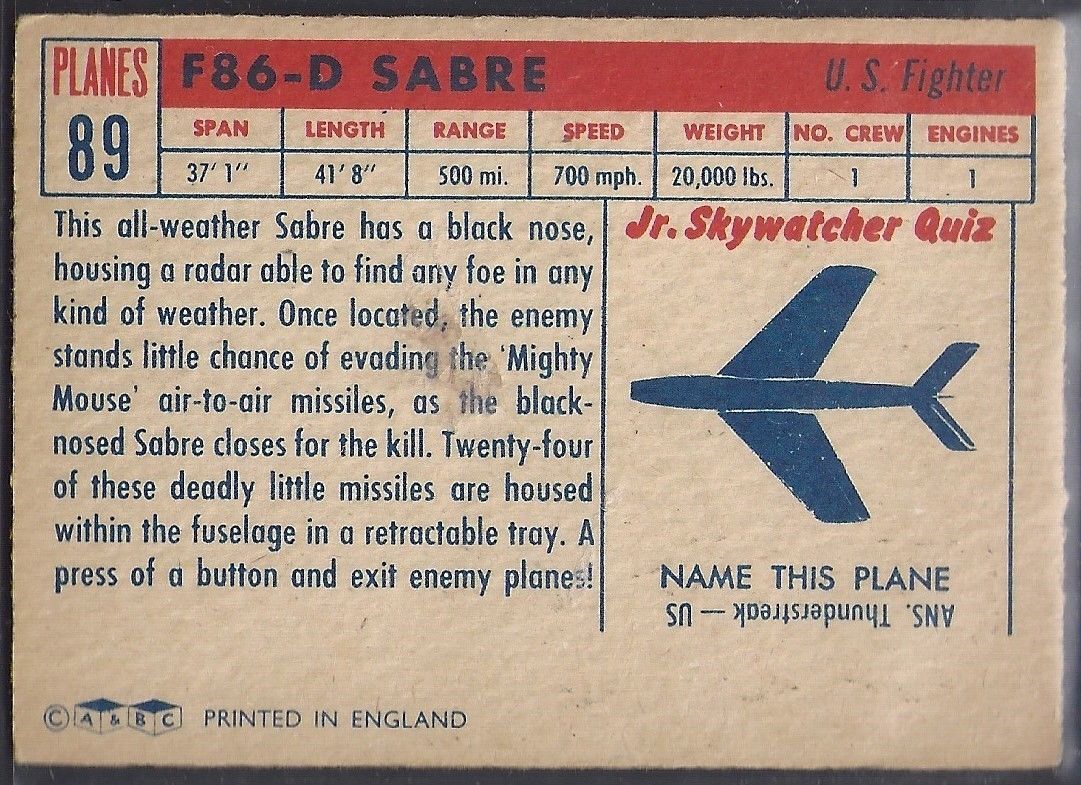 PLANES
89
F86-D SABRE
U. S. Fighter
SPAN LENGTH RANGE SPEED WEIGHT NO. CREW ENGINES
37' 1'' 41' 8'' 500 mi. 700 mph. 20,000 lbs. 1 1
This all-weather Sabre has a black nose,
housing a radar able to find any foe in any
kind of weather. Once located, the enemy
stands little chance of evading the 'Mighty
Mouse' air-to-air missiles, as the black-
nosed Sabre closes for the kill. Twenty-four
of these deadly little missiles are housed
within the fuselage in a retractable tray. A
press of a button and exit enemy planes!
Jr. Skywatcher Quiz
NAME THIS PLANE
ANS. Thunderstreak — US
© A & BC PRINTED IN ENGLAND